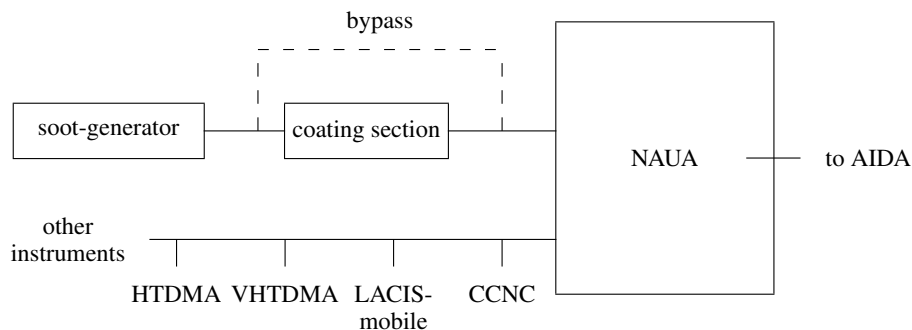 bypass
soot-generator
coating section
NAUA
to AIDA
other
instruments
HTDMA
VHTDMA
LACIS-
mobile
CCNC